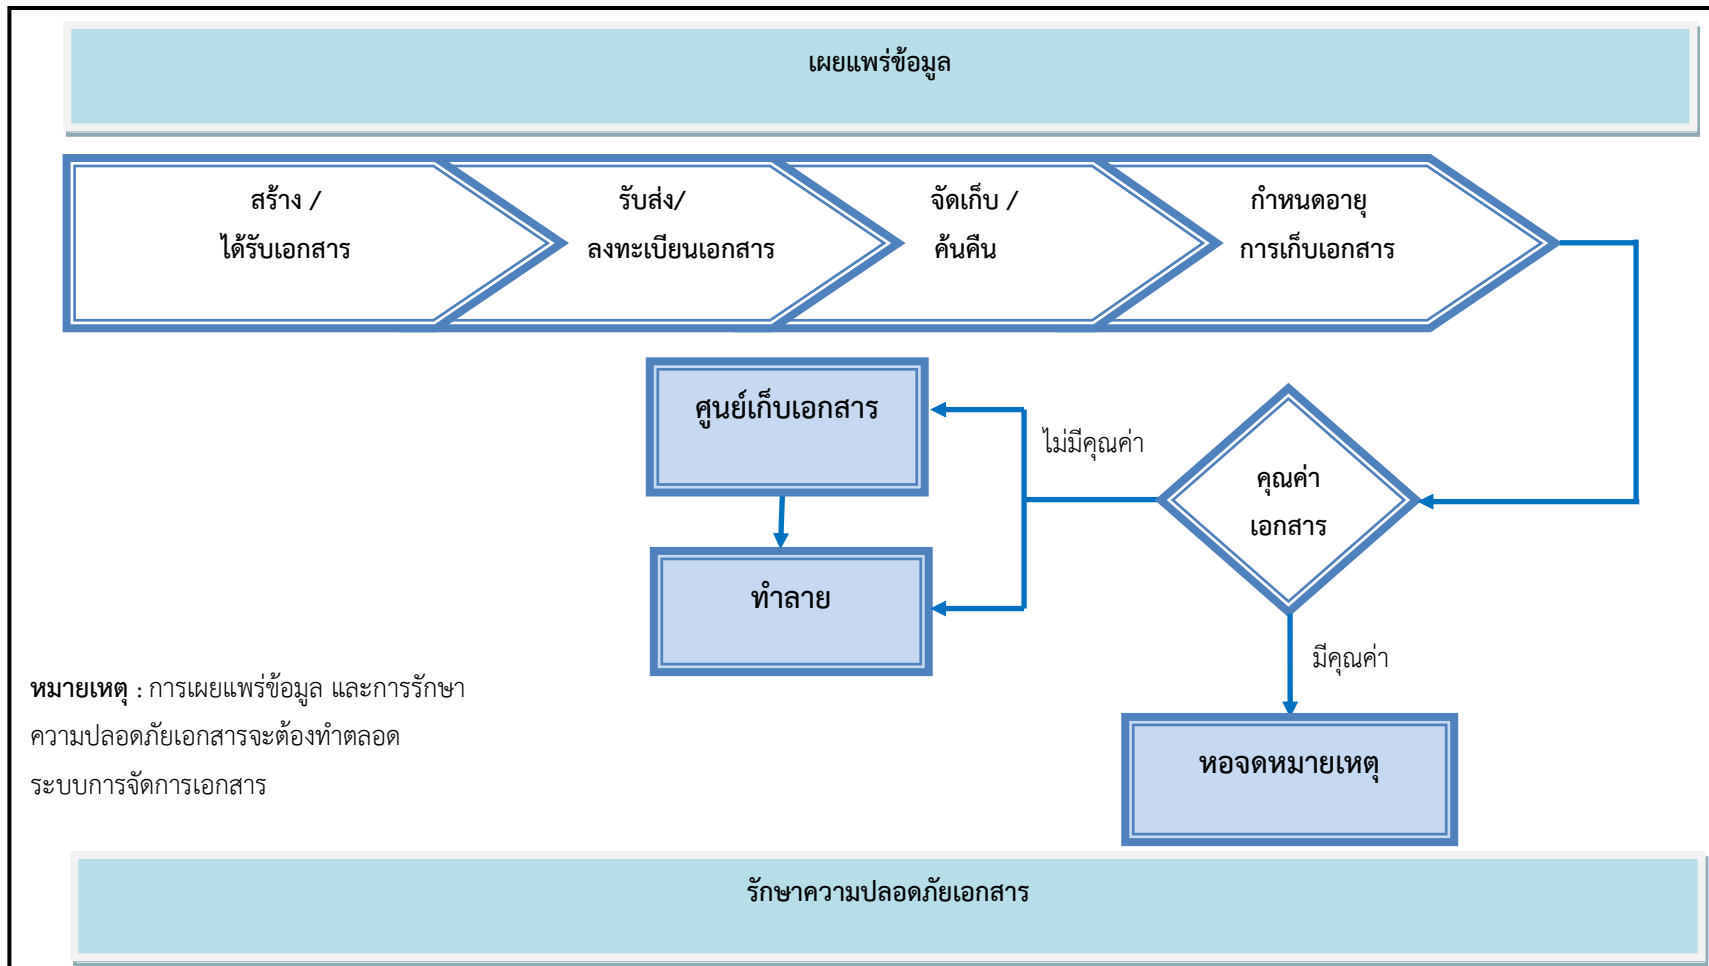 เผยแพร่ข้อมูล
สร้าง /
ได้รับเอกสาร
รับส่ง/
ลงทะเบียนเอกสาร
จัดเก็บ /
ค้นคืน
กำหนดอายุ
การเก็บเอกสาร
ศูนย์เก็บเอกสาร
ไม่มีคุณค่า
คุณค่า
เอกสาร
ทำลาย
มีคุณค่า
หมายเหตุ : การเผยแพร่ข้อมูล และการรักษา
ความปลอดภัยเอกสารจะต้องทำตลอด
ระบบการจัดการเอกสาร
หอจดหมายเหตุ
รักษาความปลอดภัยเอกสาร